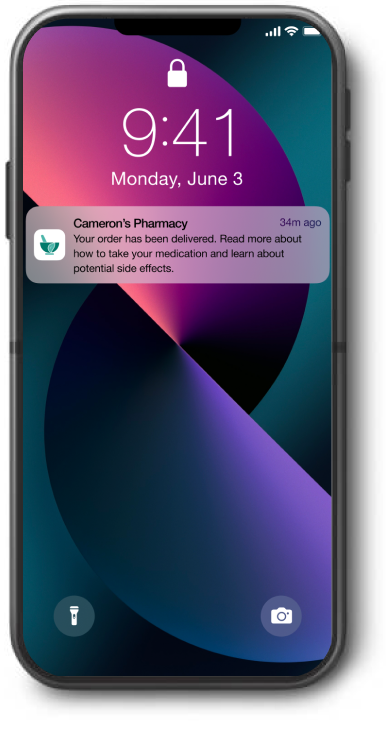 9:41
Monday, June 3
Cameron's Pharmacy 34m ago
Your order has been delivered. Read more about
how to take your medication and learn about
potential side effects.